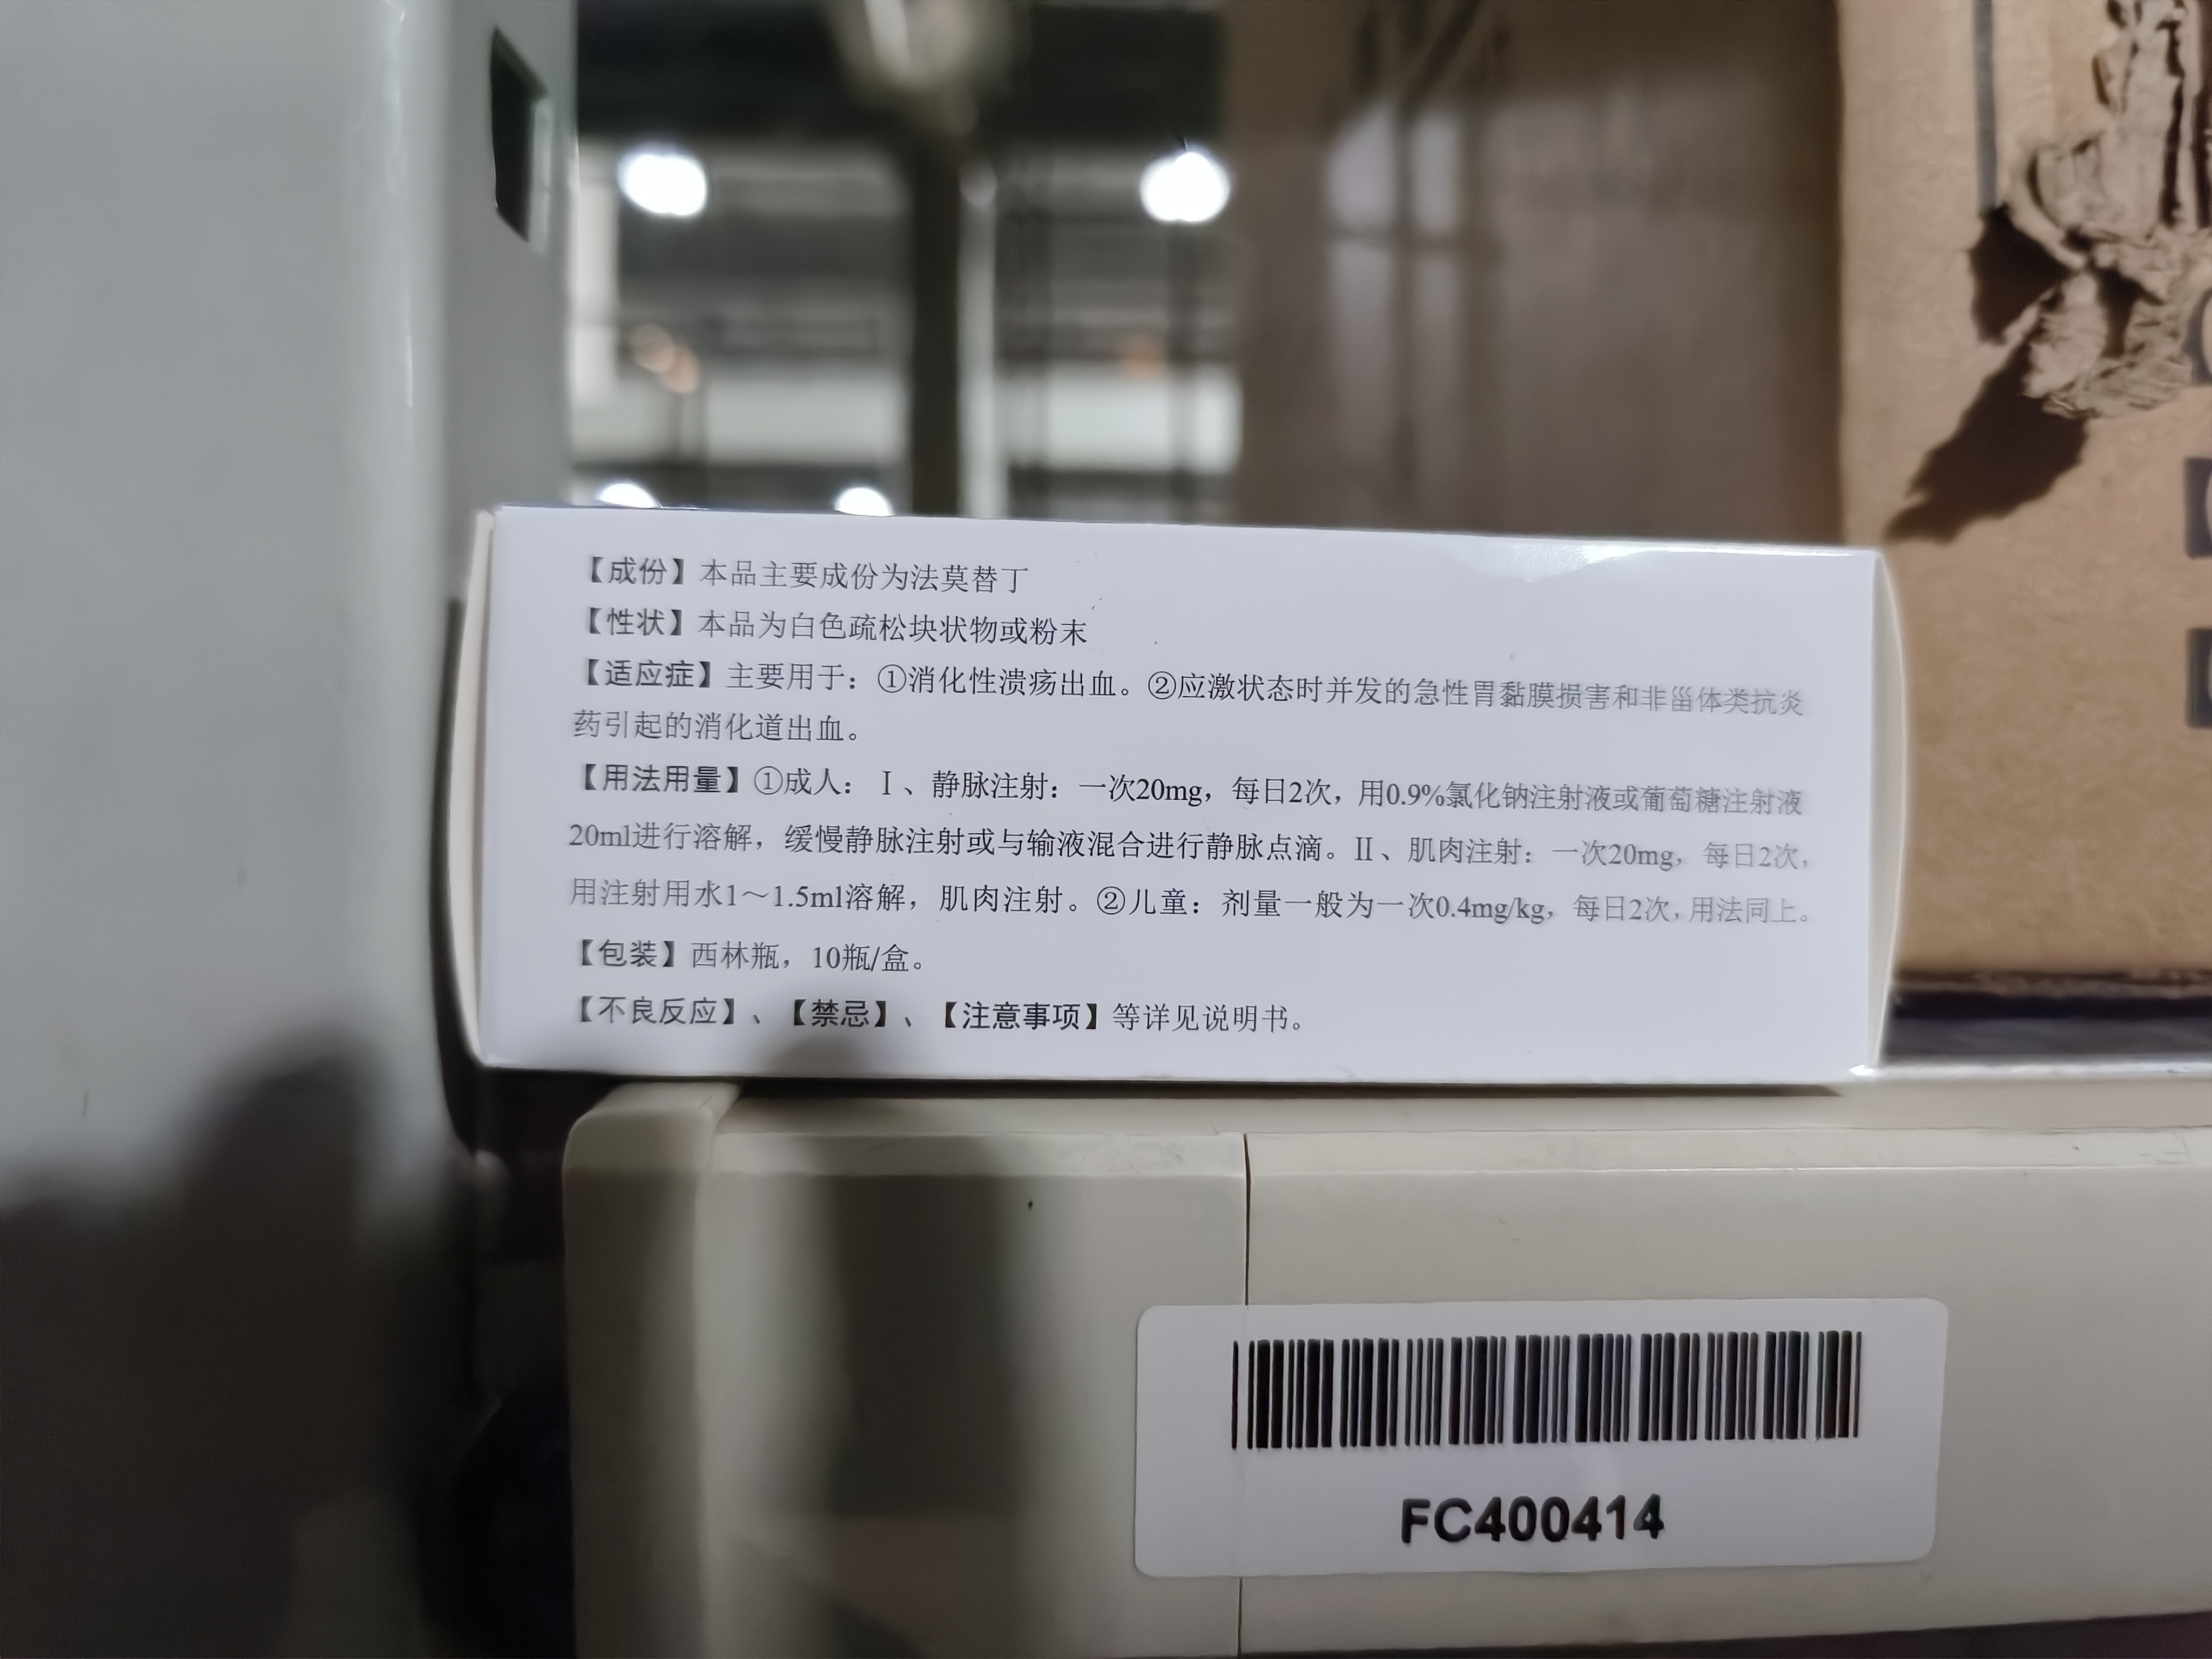 【成份】本品主要成份为法莫替丁
【性状】本品为白色疏松块状物或粉末
【适应症】主要用于：①消化性溃疡出血。②应激状态时并发的急性胃黏膜损害和非甾体类抗炎
药引起的消化道出血。
【用法用量】①成人：Ⅰ、静脉注射：一次20mg，每日2次，用0.9%氯化钠注射液或葡萄糖注射液
20ml进行溶解，缓慢静脉注射或与输液混合进行静脉点滴。Ⅱ、肌肉注射：一次20mg，每日2次，
用注射用水1～1.5ml溶解，肌肉注射。②儿童：剂量一般为一次0.4mg/kg，每日2次，用法同上。
【包装】西林瓶，10瓶/盒。
【不良反应】、【禁忌】、【注意事项】等详见说明书。
FC400414